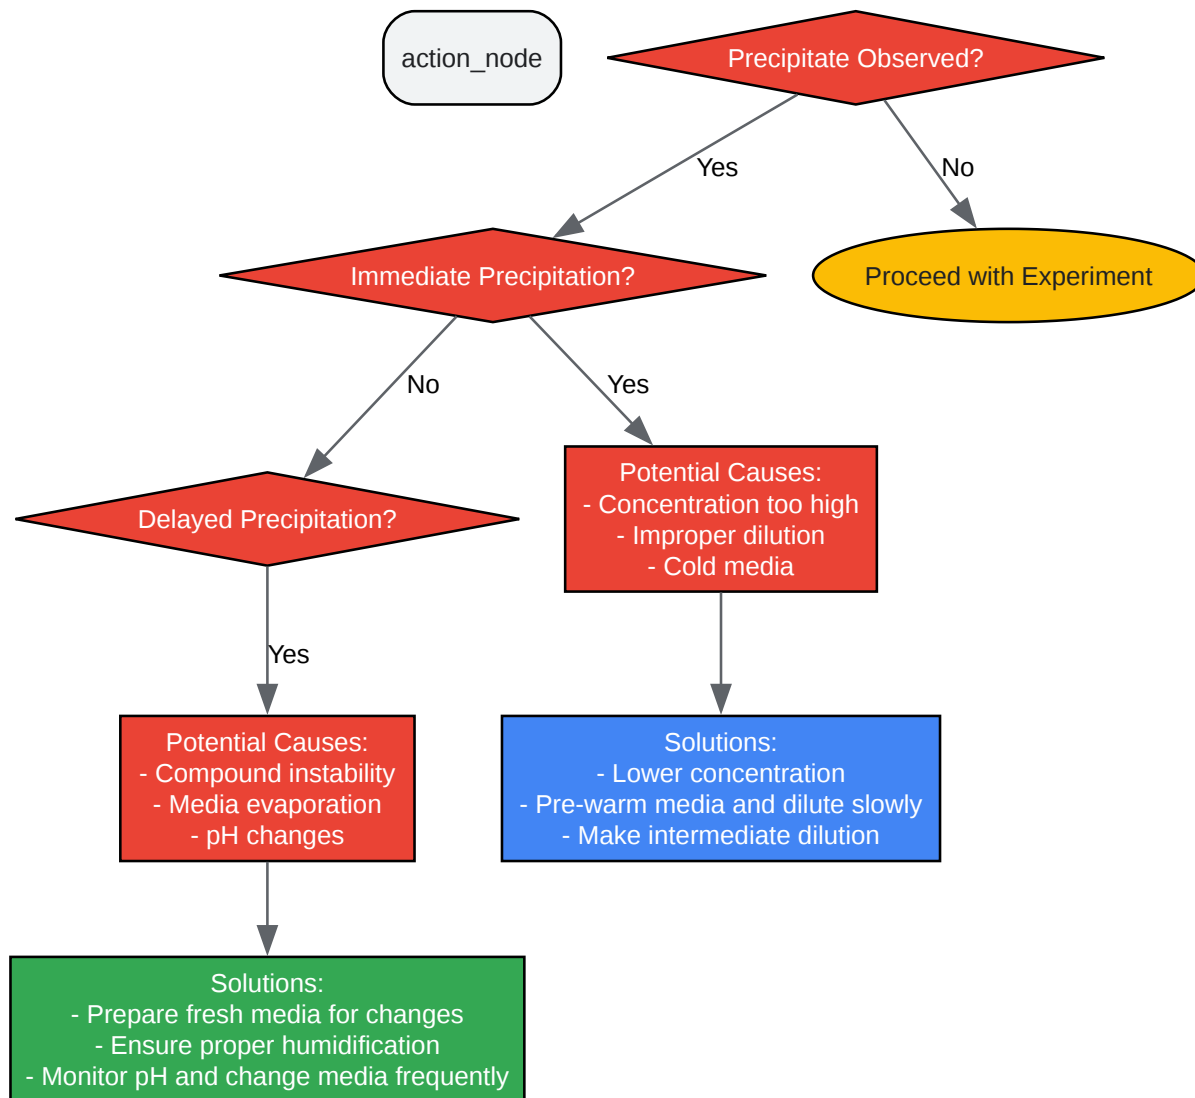 action_node
Precipitate Observed?
Yes
No
Immediate Precipitation?
Proceed with Experiment
No
Yes
Potential Causes:
- Concentration too high
- Improper dilution
- Cold media
Delayed Precipitation?
Yes
Potential Causes:
- Compound instability
- Media evaporation
- pH changes
Solutions:
- Lower concentration
- Pre-warm media and dilute slowly
- Make intermediate dilution
Solutions:
- Prepare fresh media for changes
- Ensure proper humidification
- Monitor pH and change media frequently